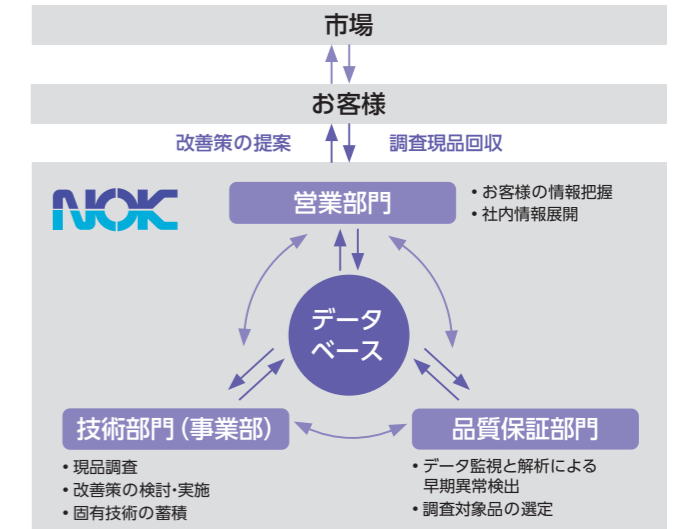 市場
お客様
改善策の提案
調査現品回収
NOK
営業部門
• お客様の情報把握
• 社内情報展開
データ
ベース
技術部門（事業部）
• 現品調査
• 改善策の検討・実施
• 固有技術の蓄積
品質保証部門
• データ監視と解析による
早期異常検出
• 調査対象品の選定